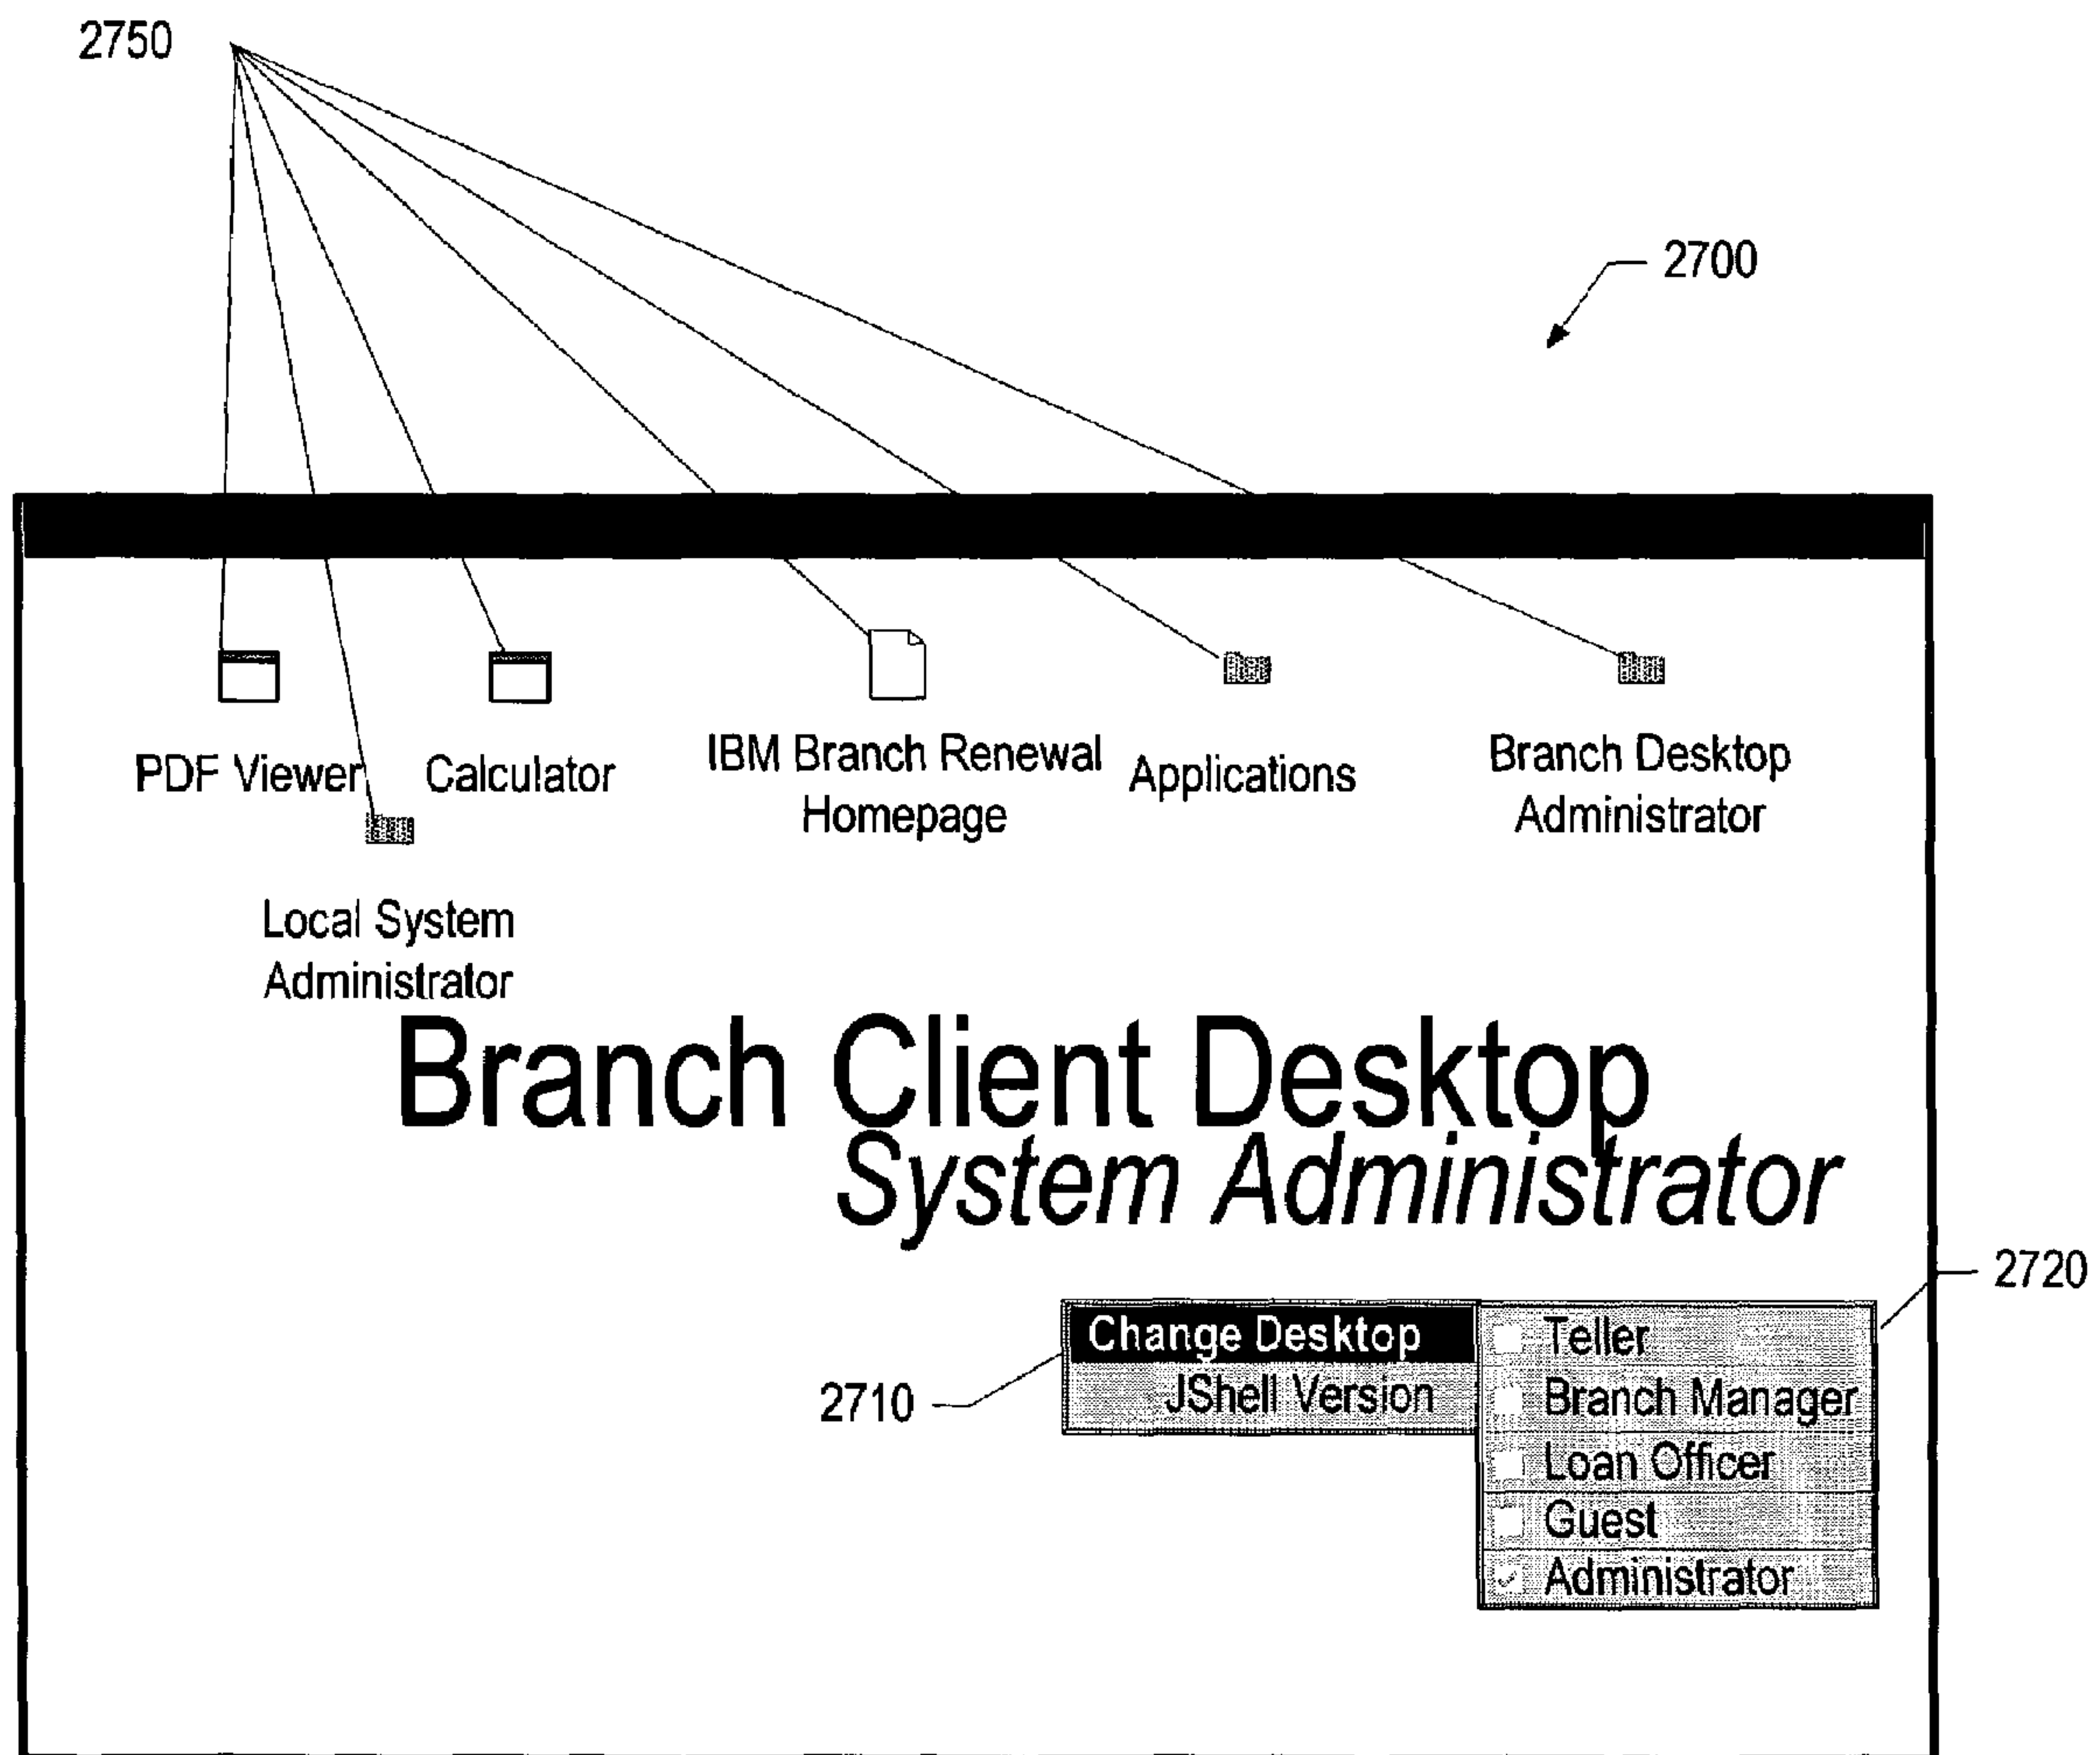 2750
2700
PDF Viewer
Calculator
IBM Branch Renewal
Homepage
Applications
Branch Desktop
Administrator
Local System
Administrator
Branch Client Desktop
System Administrator
2720
Change Desktop
JShell Version
2710
Teller
Branch Manager
Loan Officer
Guest
Administrator